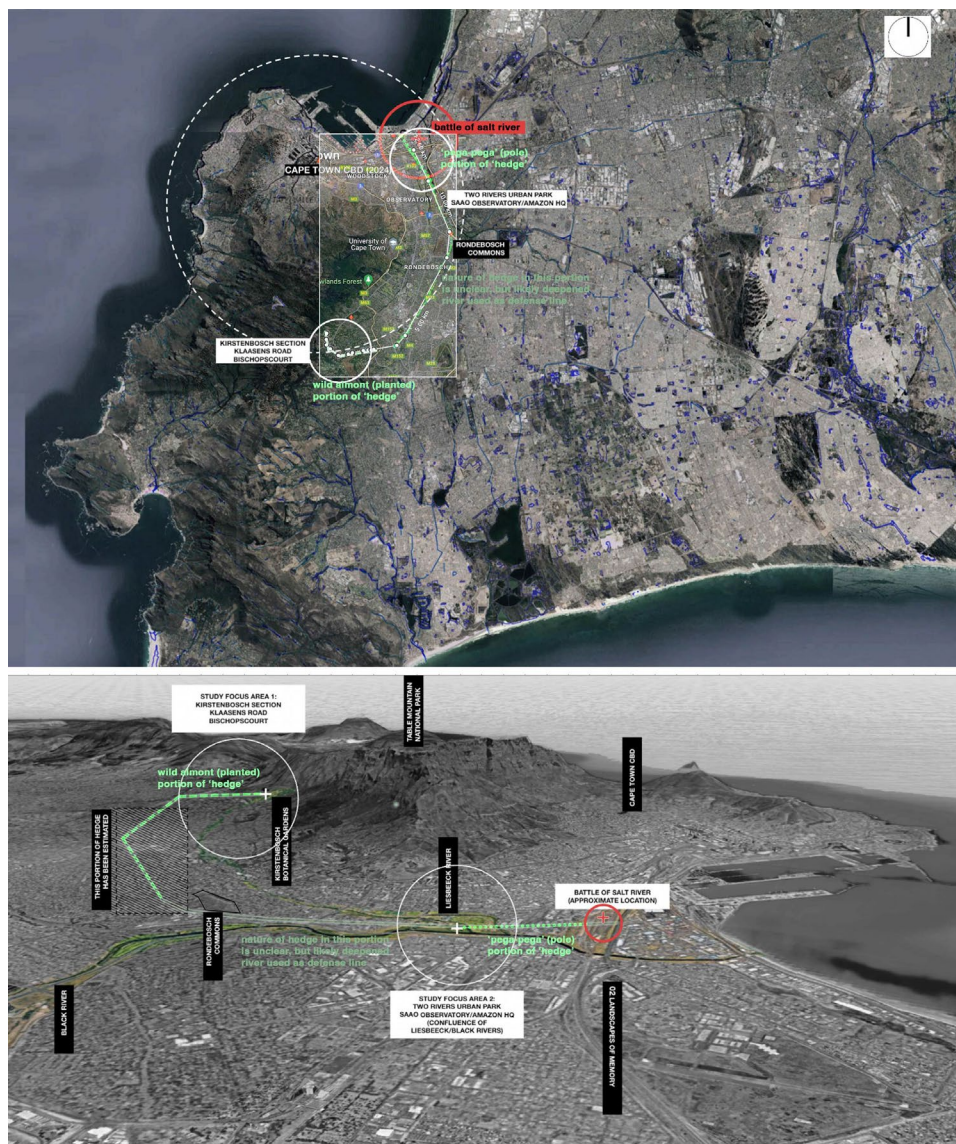 battle of salt river
'pega-pega' (pole)
portion of 'hedge'
own
CAPE TOWN CBD (2024)
WOODSTOCK
TWO RIVERS URBAN PARK
SAAO OBSERVATORY/AMAZON HQ
OBSERVATORY
University of
Cape Town
RONDEBOSCH
COMMONS
RONDEBOSCH
nature of hedge in this portion
is unclear, but likely deepened
river used as defense line
wlands Forest
KIRSTENBOSCH SECTION
KLAASENS ROAD
BISCHOPSCOURT
wild almont (planted)
portion of 'hedge'
STUDY FOCUS AREA 1:
KIRSTENBOSCH SECTION
KLAASENS ROAD
BISCHOPSCOURT
TABLE MOUNTAIN
NATIONAL PARK
CAPE TOWN CBD
wild almont (planted)
portion of 'hedge'
THIS PORTION OF HEDGE
HAS BEEN ESTIMATED
KIRSTENBOSCH
BOTANICAL GARDENS
LIESBEECK RIVER
BATTLE OF SALT RIVER
(APPROXIMATE LOCATION)
RONDEBOSCH
COMMONS
nature of hedge in this portion
is unclear, but likely deepened
river used as defense line
'pega-pega' (pole)
portion of 'hedge'
BLACK RIVER
STUDY FOCUS AREA 2:
TWO RIVERS URBAN PARK
SAAO OBSERVATORY/AMAZON HQ
(CONFLUENCE OF
LIESBEECK/BLACK RIVERS)
02 LANDSCAPES OF MEMORY